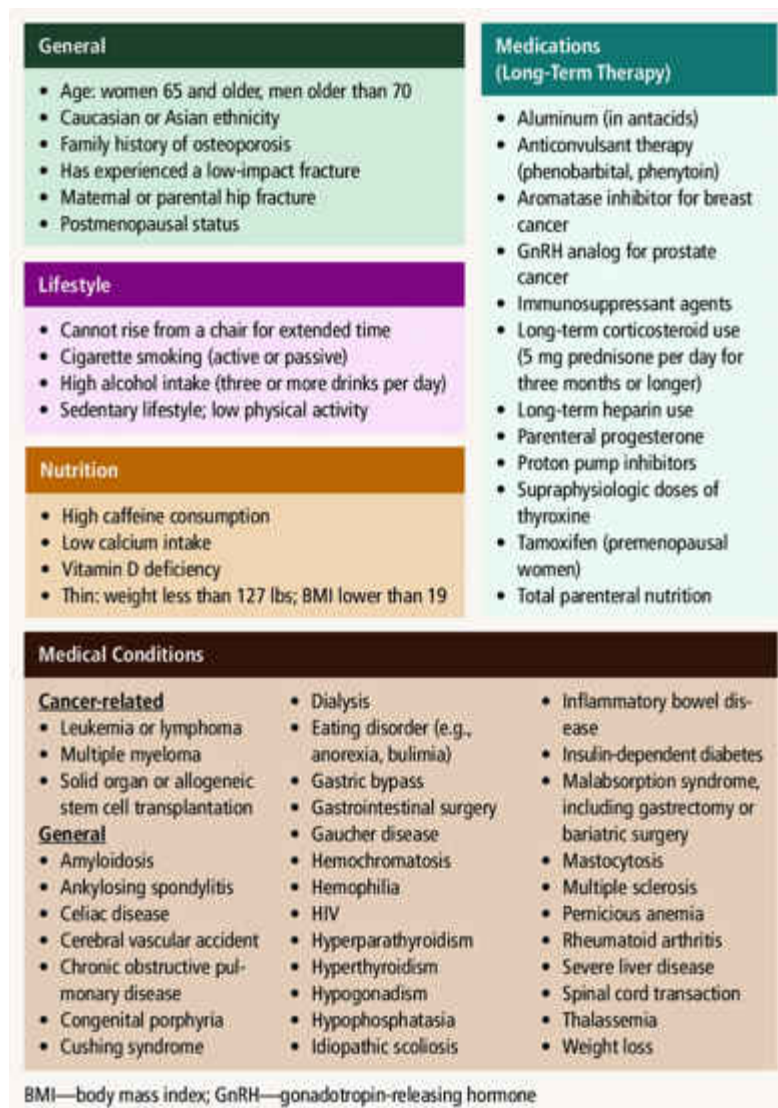 General
• Age: women 65 and older, men older than 70
• Caucasian or Asian ethnicity
• Family history of osteoporosis
• Has experienced a low-impact fracture
• Maternal or parental hip fracture
• Postmenopausal status
Lifestyle
• Cannot rise from a chair for extended time
• Cigarette smoking (active or passive)
• High alcohol intake (three or more drinks per day)
• Sedentary lifestyle; low physical activity
Nutrition
• High caffeine consumption
• Low calcium intake
• Vitamin D deficiency
• Thin: weight less than 127 lbs; BMI lower than 19
Medications
(Long-Term Therapy)
• Aluminum (in antacids)
• Anticonvulsant therapy
(phenobarbital, phenytoin)
• Aromatase inhibitor for breast
cancer
• GnRH analog for prostate
cancer
• Immunosuppressant agents
• Long-term corticosteroid use
(5 mg prednisone per day for
three months or longer)
• Long-term heparin use
• Parenteral progesterone
• Proton pump inhibitors
• Supraphysiologic doses of
thyroxine
• Tamoxifen (premenopausal
women)
• Total parenteral nutrition
Medical Conditions
Cancer-related
• Leukemia or lymphoma
• Multiple myeloma
• Solid organ or allogeneic
stem cell transplantation
General
• Amyloidosis
• Ankylosing spondylitis
• Celiac disease
• Cerebral vascular accident
• Chronic obstructive pul-
monary disease
• Congenital porphyria
• Cushing syndrome
• Dialysis
• Eating disorder (e.g.,
anorexia, bulimia)
• Gastric bypass
• Gastrointestinal surgery
• Gaucher disease
• Hemochromatosis
• Hemophilia
• HIV
• Hyperparathyroidism
• Hyperthyroidism
• Hypogonadism
• Hypophosphatasia
• Idiopathic scoliosis
• Inflammatory bowel dis-
ease
• Insulin-dependent diabetes
• Malabsorption syndrome,
including gastrectomy or
bariatric surgery
• Mastocytosis
• Multiple sclerosis
• Pernicious anemia
• Rheumatoid arthritis
• Severe liver disease
• Spinal cord transaction
• Thalassemia
• Weight loss
BMI—body mass index; GnRH—gonadotropin-releasing hormone